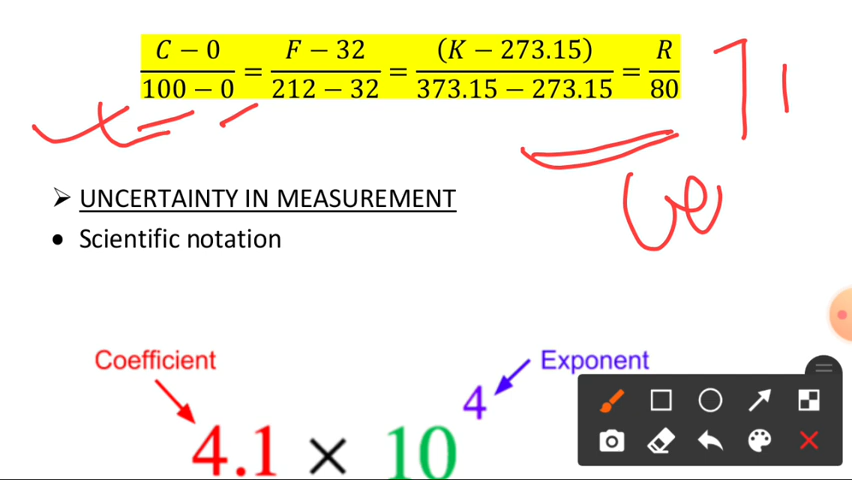 C − 0 / 100 − 0 = F − 32 / 212 − 32 = (K − 273.15) / 373.15 − 273.15 = R / 80
➢ UNCERTAINTY IN MEASUREMENT
• Scientific notation
Coefficient
Exponent
4.1 × 10^4